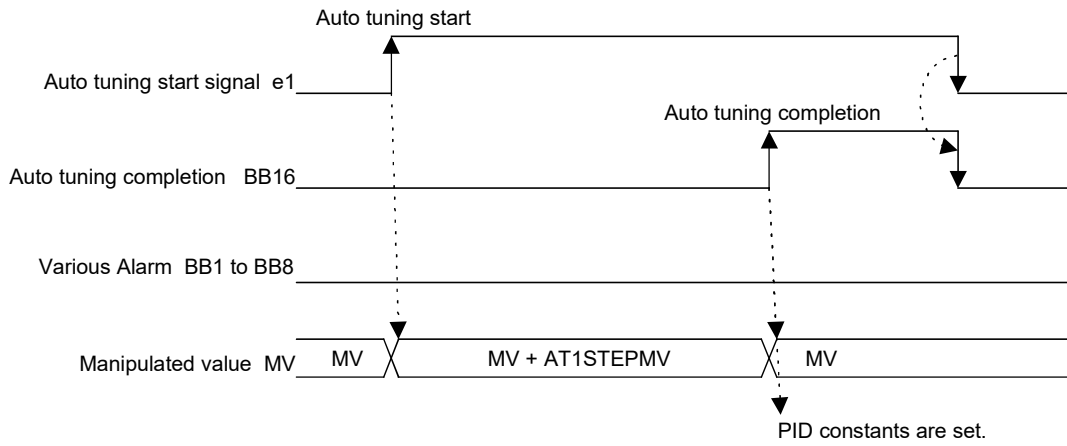 Auto tuning start
Auto tuning start signal e1
Auto tuning completion
Auto tuning completion BB16
Various Alarm BB1 to BB8
Manipulated value MV MV MV + AT1STEPMV MV
PID constants are set.